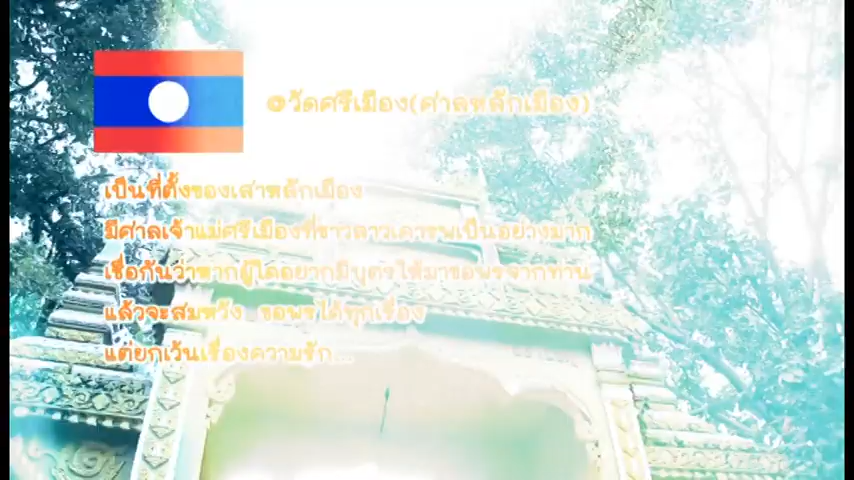 ๑วัดศรีเมือง(ศาลหลักเมือง)
เป็นที่ตั้งของเสาหลักเมือง
มีศาลเจ้าแม่ศรีเมืองที่ชาวลาวเคารพเป็นอย่างมาก
เชื่อกันว่าหากผู้ใดอยากมีบุตรให้มาขอพรจากท่าน
แล้วจะสมหวัง ขอพรได้ทุกเรื่อง
แต่ยกเว้นเรื่องความรัก...